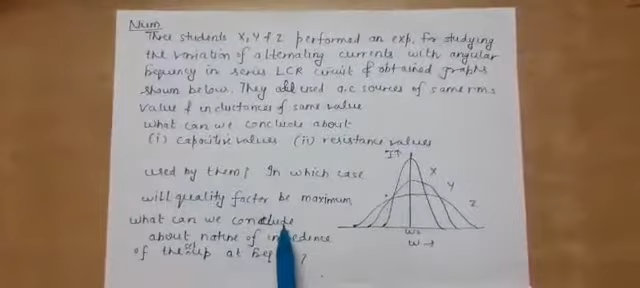 Num
Three students X, Y & Z performed an exp. for studying
the variation of alternating currents with angular
frequency in series LCR circuit & obtained graphs
shown below. They all used a.c sources of same rms
value & inductances of same value
What can we conclude about
(i) capacitive values (ii) resistance values
used by them? In which case
will quality factor be maximum
What can we conclude
about nature of impedence
of the set up at
I↑
X
Y
Z
ω₀
ω→